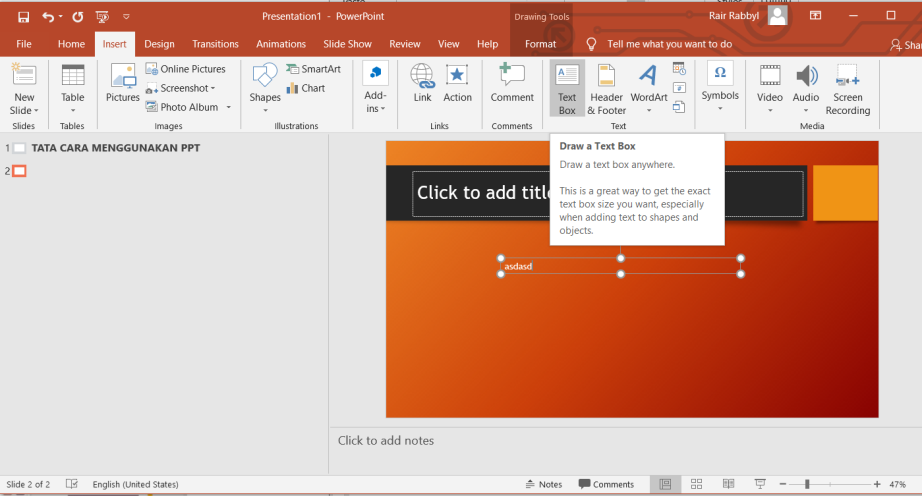 Presentation1 - PowerPoint
Drawing Tools
Rair Rabbyl
File Home Insert Design Transitions Animations Slide Show Review View Help Format Tell me what you want to do Shar
New Slide
Table
Pictures
Online Pictures
Screenshot
Photo Album
Shapes
SmartArt
Chart
Add-ins
Link
Action
Comment
Text Box
Header & Footer
WordArt
Symbols
Video
Audio
Screen Recording
Slides Tables Images Illustrations Links Comments Text Media
1 TATA CARA MENGGUNAKAN PPT
2
Draw a Text Box
Draw a text box anywhere.
This is a great way to get the exact
text box size you want, especially
when adding text to shapes and
objects.
Click to add title
asdasd
Click to add notes
Slide 2 of 2 English (United States) Notes Comments 47%